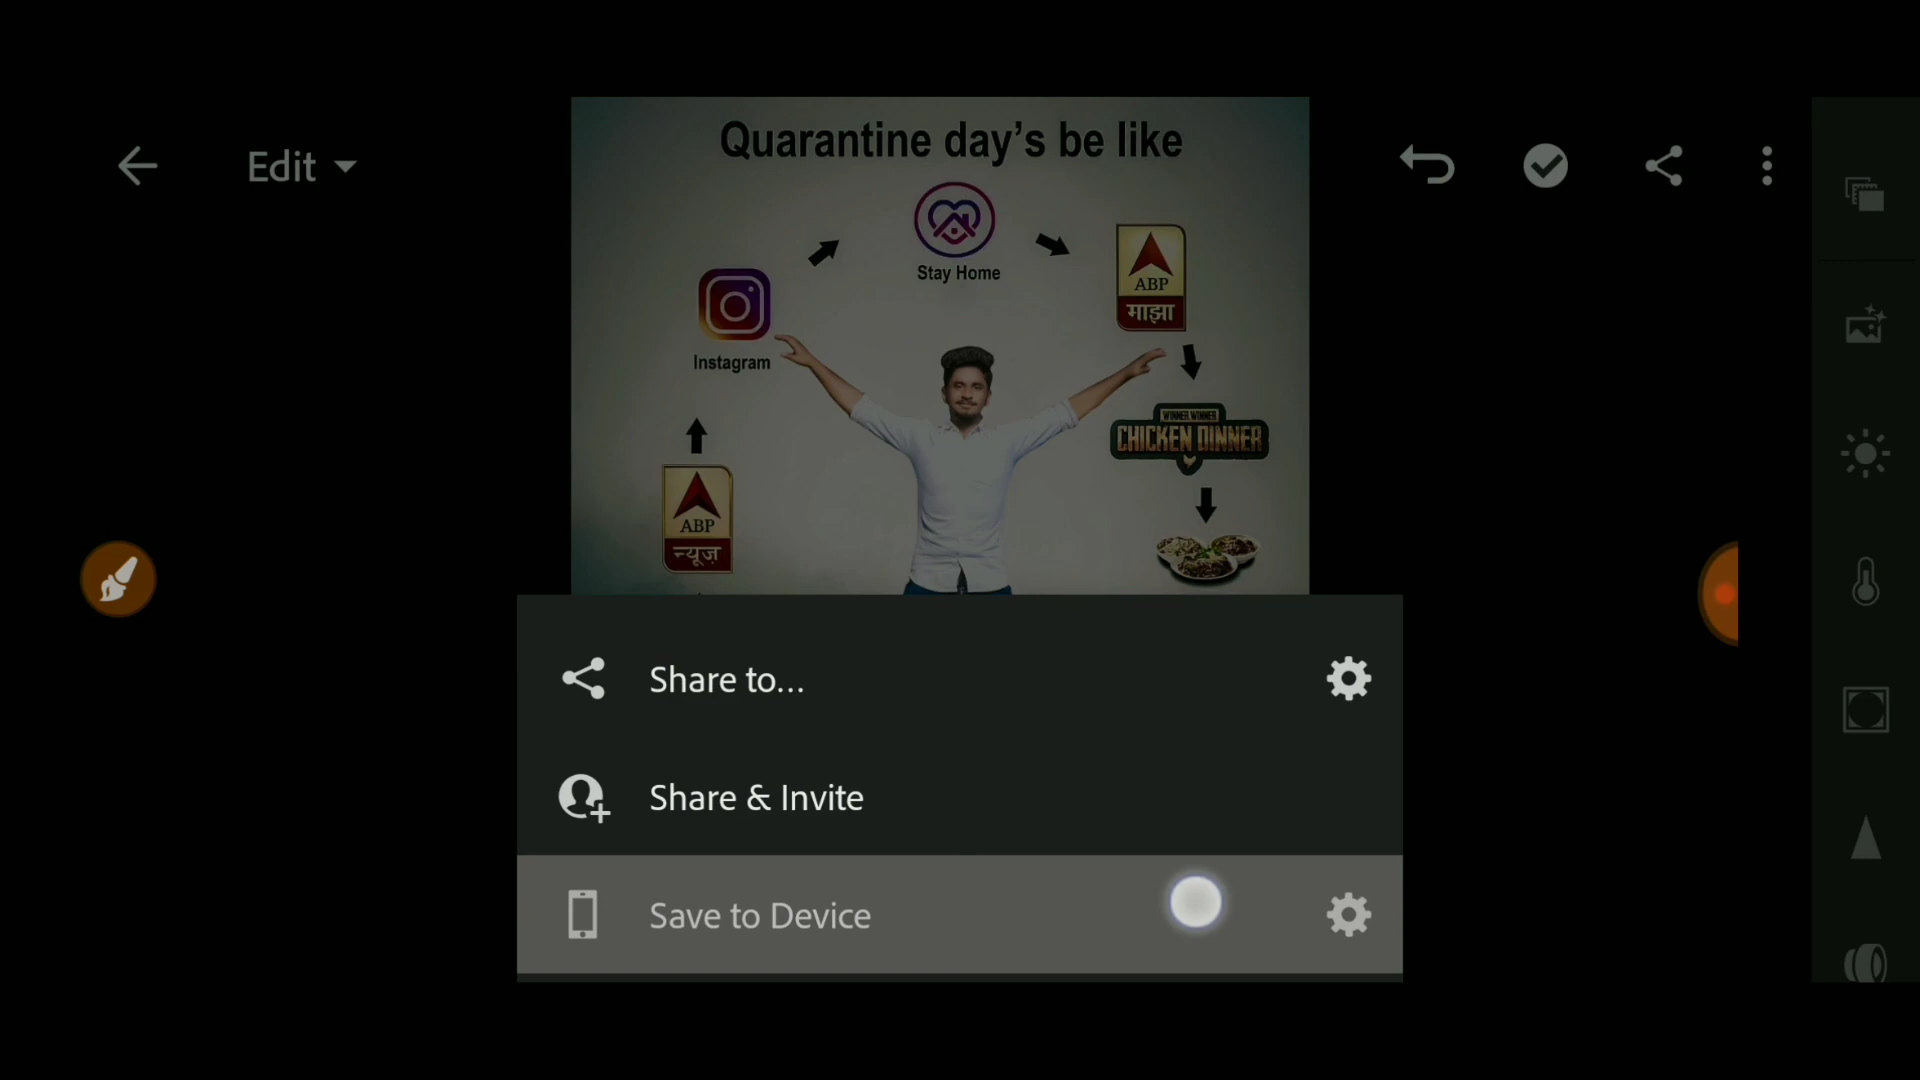 Quarantine day's be like
Edit
Stay Home
ABP
माझा
Instagram
WINNER WINNER
CHICKEN DINNER
ABP
न्यूज़
Share to...
Share & Invite
Save to Device